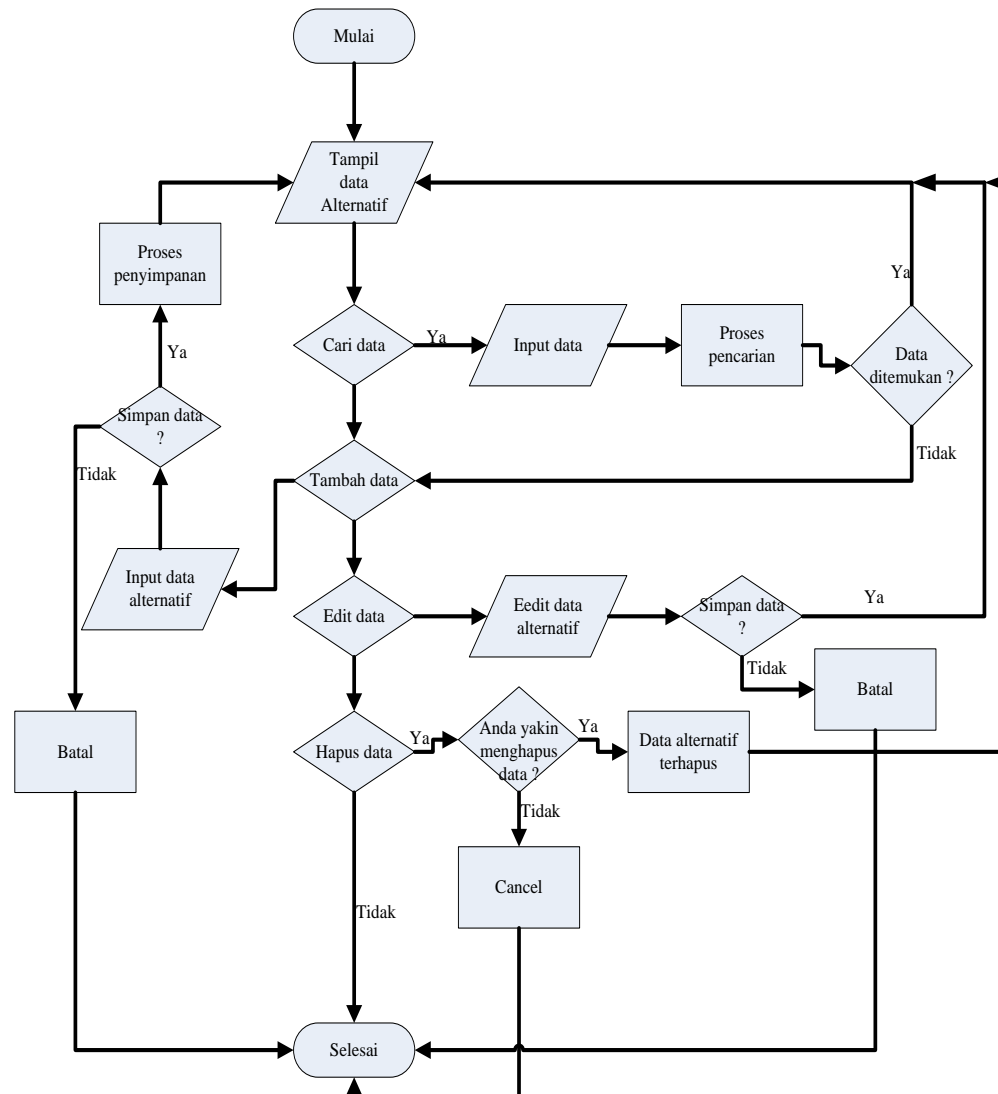 Mulai
Tampil
data
Alternatif
Proses
penyimpanan
Ya
Cari data
Ya
Input data
Proses
pencarian
Ya
Data
ditemukan ?
Ya
Simpan data
?
Tidak
Tidak
Tambah data
Input data
alternatif
Edit data
Eedit data
alternatif
Simpan data
?
Ya
Tidak
Batal
Batal
Hapus data
Ya
Anda yakin
menghapus
data ?
Ya
Data alternatif
terhapus
Tidak
Cancel
Tidak
Selesai